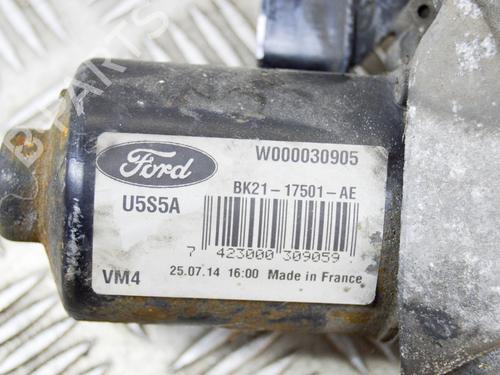 Ford
W000030905
U5S5A
BK21-17501-AE
7 423000 309059
VM4
25.07.14 16:00 Made in France